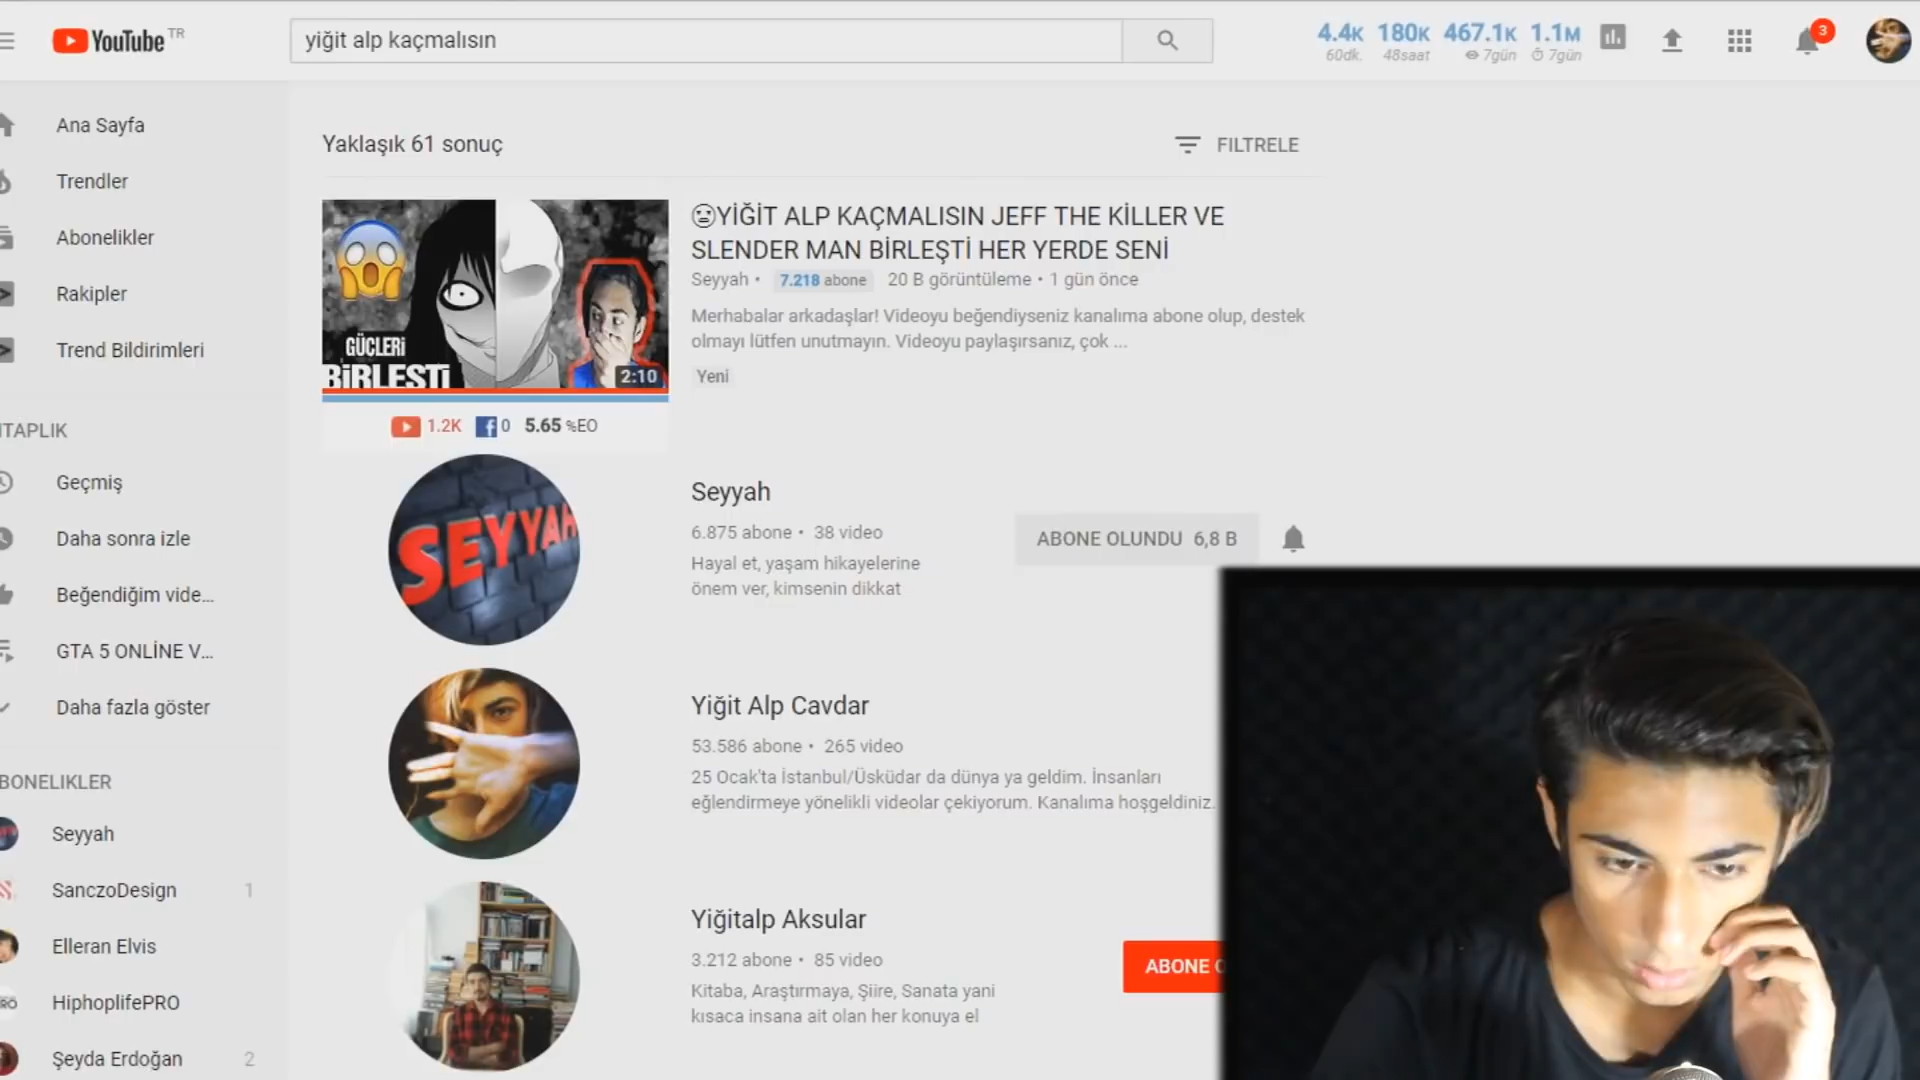 YouTube TR
yiğit alp kaçmalısın
4.4K 180K 467.1K 1.1M
60dk. 48saat 7gün 7gün
3
Ana Sayfa
Trendler
Abonelikler
Rakipler
Trend Bildirimleri
ITAPLIK
Geçmiş
Daha sonra izle
Beğendiğim vide...
GTA 5 ONLİNE V...
Daha fazla göster
BONELIKLER
Seyyah
SanczoDesign 1
Elleran Elvis
HiphoplifePRO
Şeyda Erdoğan 2
Yaklaşık 61 sonuç
FILTRELE
GÜCLERİ
BİRLEŞTİ
2:10
1.2K 0 5.65 %EO
YİĞİT ALP KAÇMALISIN JEFF THE KİLLER VE
SLENDER MAN BİRLEŞTİ HER YERDE SENİ
Seyyah • 7.218 abone 20 B görüntüleme • 1 gün önce
Merhabalar arkadaşlar! Videoyu beğendiyseniz kanalıma abone olup, destek
olmayı lütfen unutmayın. Videoyu paylaşırsanız, çok ...
Yeni
SEYYAH
Seyyah
6.875 abone • 38 video
Hayal et, yaşam hikayelerine
önem ver, kimsenin dikkat
ABONE OLUNDU 6,8 B
Yiğit Alp Cavdar
53.586 abone • 265 video
25 Ocak'ta İstanbul/Üsküdar da dünya ya geldim. İnsanları
eğlendirmeye yönelikli videolar çekiyorum. Kanalıma hoşgeldiniz.
Yiğitalp Aksular
3.212 abone • 85 video
Kitaba, Araştırmaya, Şiire, Sanata yani
kısaca insana ait olan her konuya el
ABONE O